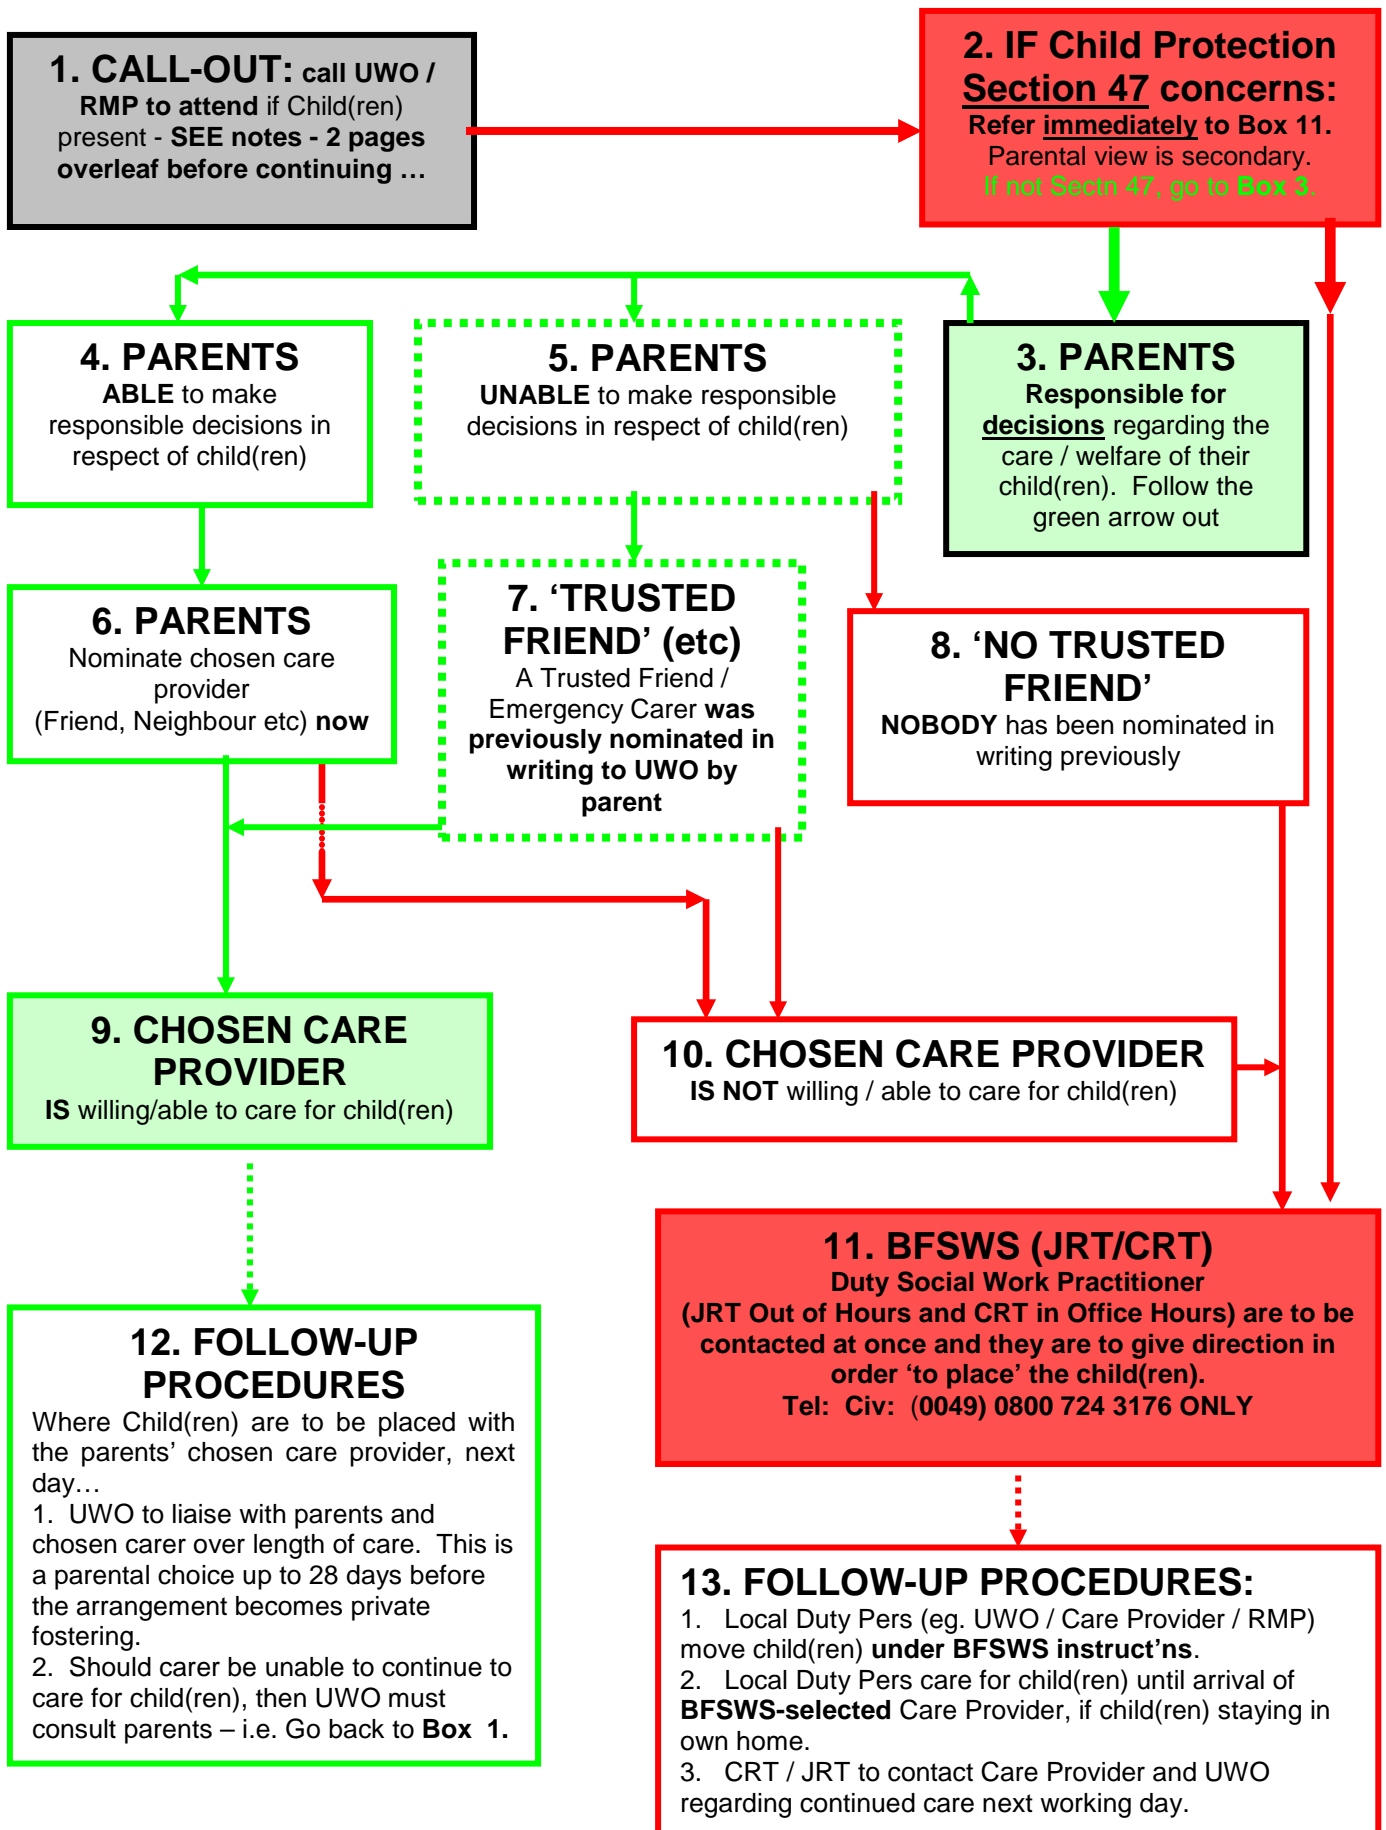 1. CALL-OUT: call UWO /
RMP to attend if Child(ren)
present - SEE notes - 2 pages
overleaf before continuing …
2. IF Child Protection
Section 47 concerns:
Refer immediately to Box 11.
Parental view is secondary.
If not Sectn 47, go to Box 3.
4. PARENTS
ABLE to make
responsible decisions in
respect of child(ren)
5. PARENTS
UNABLE to make responsible
decisions in respect of child(ren)
3. PARENTS
Responsible for
decisions regarding the
care / welfare of their
child(ren). Follow the
green arrow out
6. PARENTS
Nominate chosen care
provider
(Friend, Neighbour etc) now
7. ‘TRUSTED
FRIEND’ (etc)
A Trusted Friend /
Emergency Carer was
previously nominated in
writing to UWO by
parent
8. ‘NO TRUSTED
FRIEND’
NOBODY has been nominated in
writing previously
9. CHOSEN CARE
PROVIDER
IS willing/able to care for child(ren)
10. CHOSEN CARE PROVIDER
IS NOT willing / able to care for child(ren)
11. BFSWS (JRT/CRT)
Duty Social Work Practitioner
(JRT Out of Hours and CRT in Office Hours) are to be
contacted at once and they are to give direction in
order ‘to place’ the child(ren).
Tel: Civ: (0049) 0800 724 3176 ONLY
12. FOLLOW-UP
PROCEDURES
Where Child(ren) are to be placed with
the parents’ chosen care provider, next
day…
1. UWO to liaise with parents and
chosen carer over length of care. This is
a parental choice up to 28 days before
the arrangement becomes private
fostering.
2. Should carer be unable to continue to
care for child(ren), then UWO must
consult parents – i.e. Go back to Box 1.
13. FOLLOW-UP PROCEDURES:
1. Local Duty Pers (eg. UWO / Care Provider / RMP)
move child(ren) under BFSWS instruct'ns.
2. Local Duty Pers care for child(ren) until arrival of
BFSWS-selected Care Provider, if child(ren) staying in
own home.
3. CRT / JRT to contact Care Provider and UWO
regarding continued care next working day.